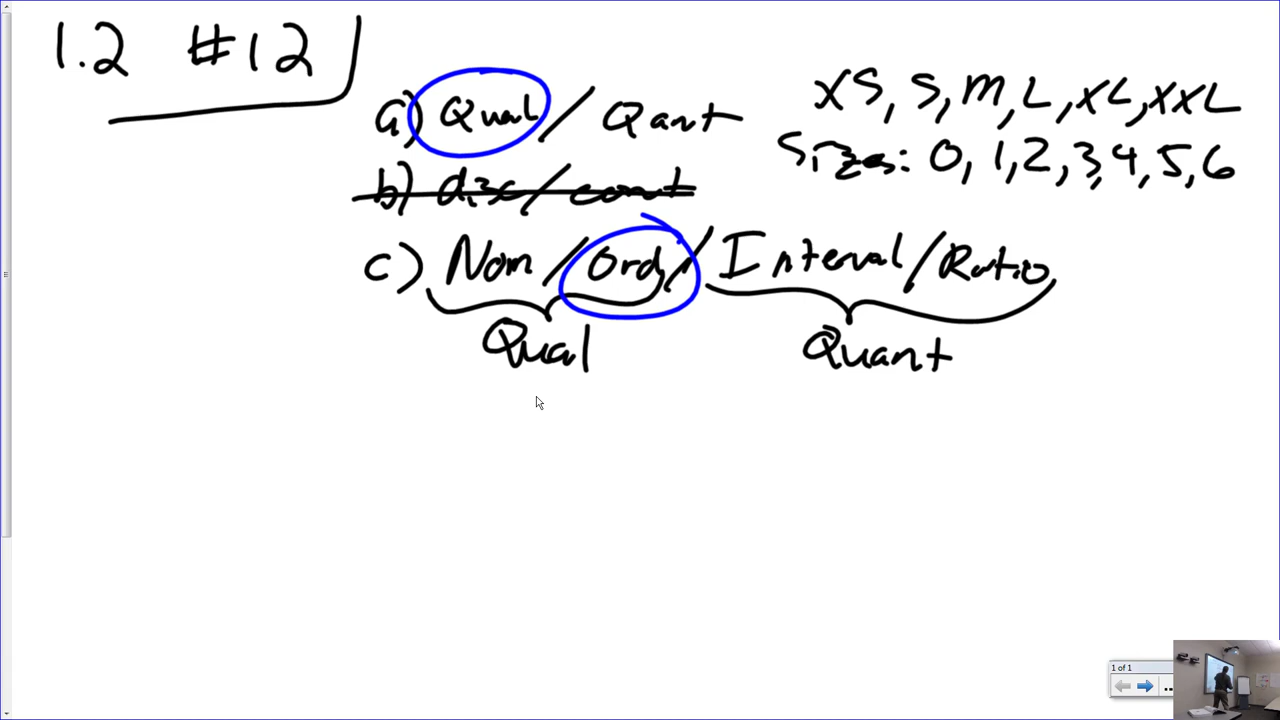 1.2 #12
a) Qual / Qant
XS, S, M, L, XL, XXL
Sizes: 0, 1, 2, 3, 4, 5, 6
b) disc/cont
c) Nom / Ord / Interval / Ratio
Qual
Quant
1 of 1